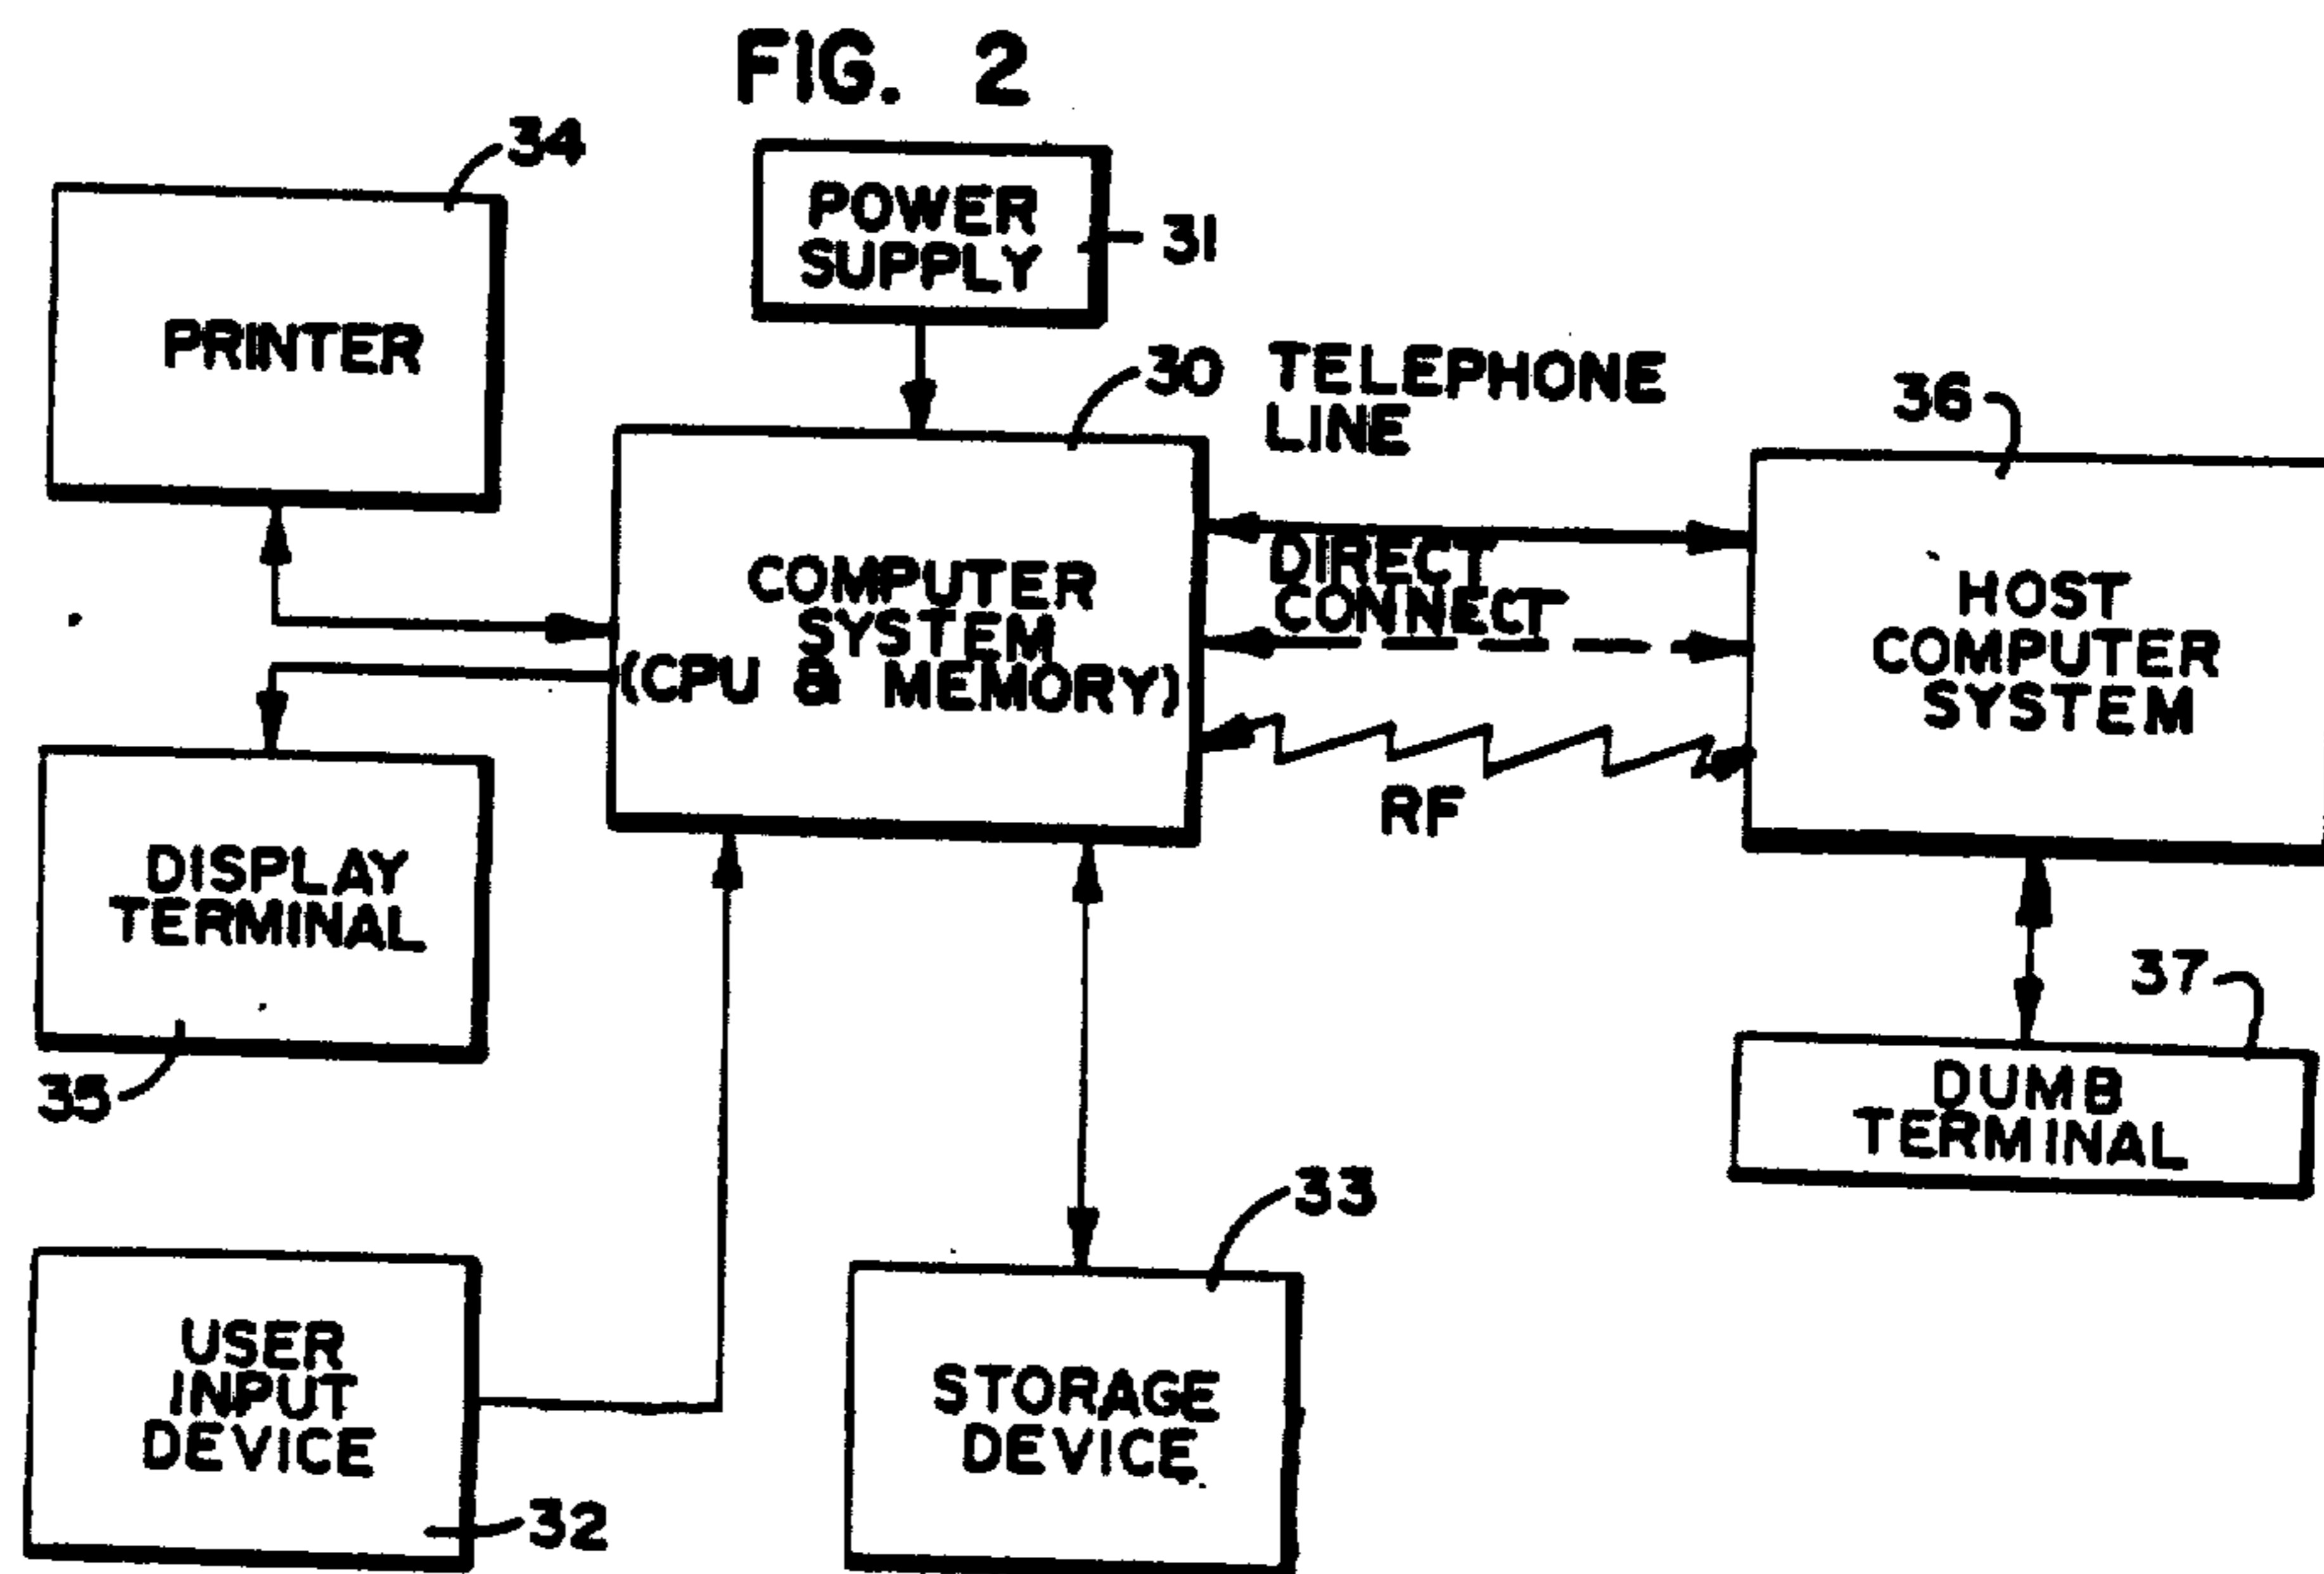 FIG. 2
34
POWER
SUPPLY
31
PRINTER
30
TELEPHONE
LINE
36
COMPUTER
SYSTEM
(CPU & MEMORY)
DIRECT
CONNECT
RF
HOST
COMPUTER
SYSTEM
DISPLAY
TERMINAL
35
37
DUMB
TERMINAL
33
USER
INPUT
DEVICE
32
STORAGE
DEVICE